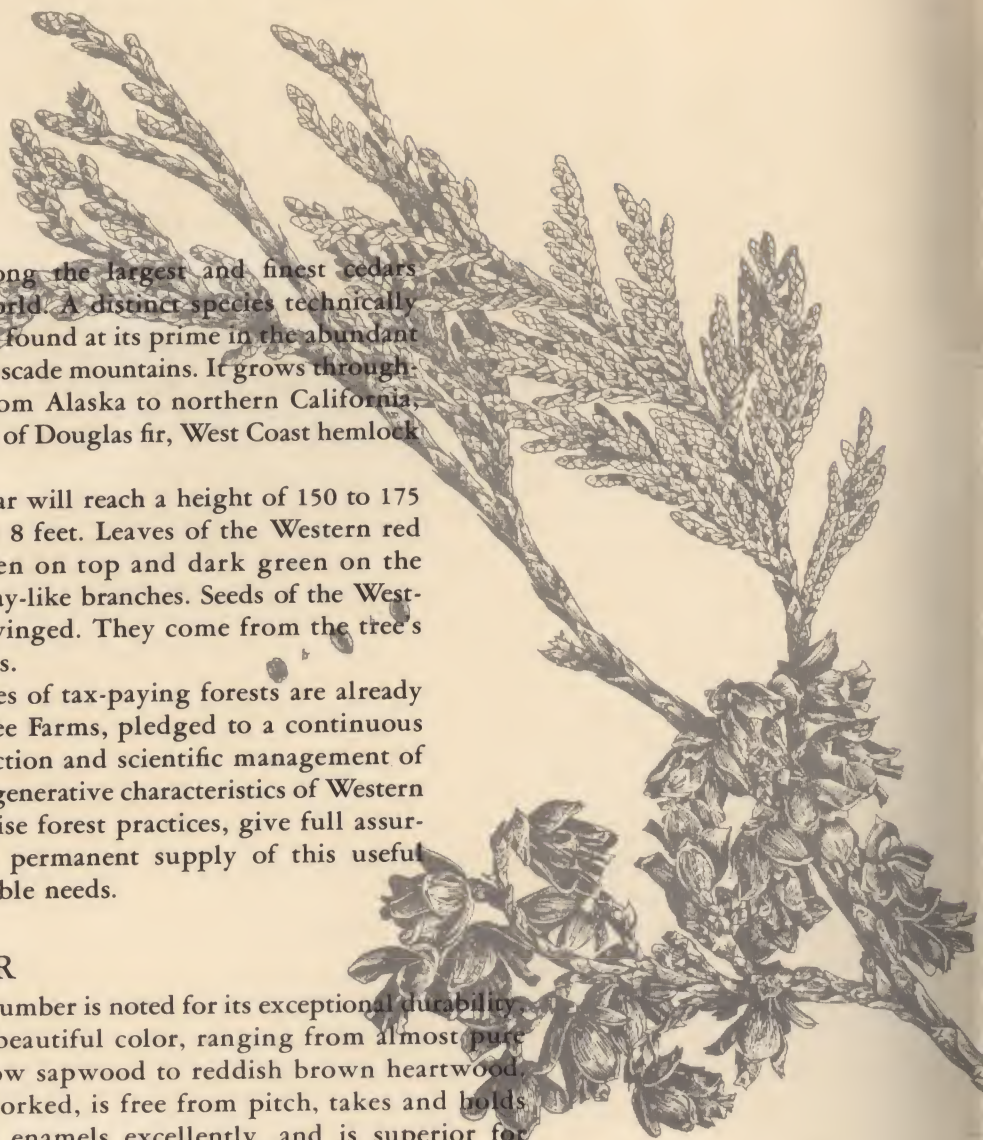 ong the largest and finest cedars
orld. A distinct species technically
found at its prime in the abundant
scade mountains. It grows through-
om Alaska to northern California,
of Douglas fir, West Coast hemlock
ar will reach a height of 150 to 175
8 feet. Leaves of the Western red
en on top and dark green on the
ay-like branches. Seeds of the West-
winged. They come from the tree's
s.
es of tax-paying forests are already
ee Farms, pledged to a continuous
ction and scientific management of
generative characteristics of Western
ise forest practices, give full assur-
permanent supply of this useful
ble needs.
R
umber is noted for its exceptional durability,
beautiful color, ranging from almost pure
ow sapwood to reddish brown heartwood.
orked, is free from pitch, takes and holds
enamels excellently, and is superior for